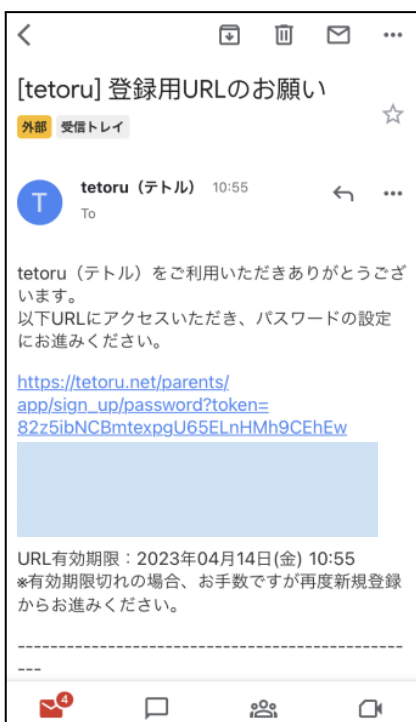 [tetoru] 登録用URLのお願い
外部 受信トレイ
T
tetoru（テトル） 10:55
To
tetoru（テトル）をご利用いただきありがとうござ
います。
以下URLにアクセスいただき、パスワードの設定
にお進みください。
https://tetoru.net/parents/
app/sign_up/password?token=
82z5ibNCBmtexpgU65ELnHMh9CEhEw
URL有効期限：2023年04月14日(金) 10:55
※有効期限切れの場合、お手数ですが再度新規登録
からお進みください。
-----------------------------------------------
---
4